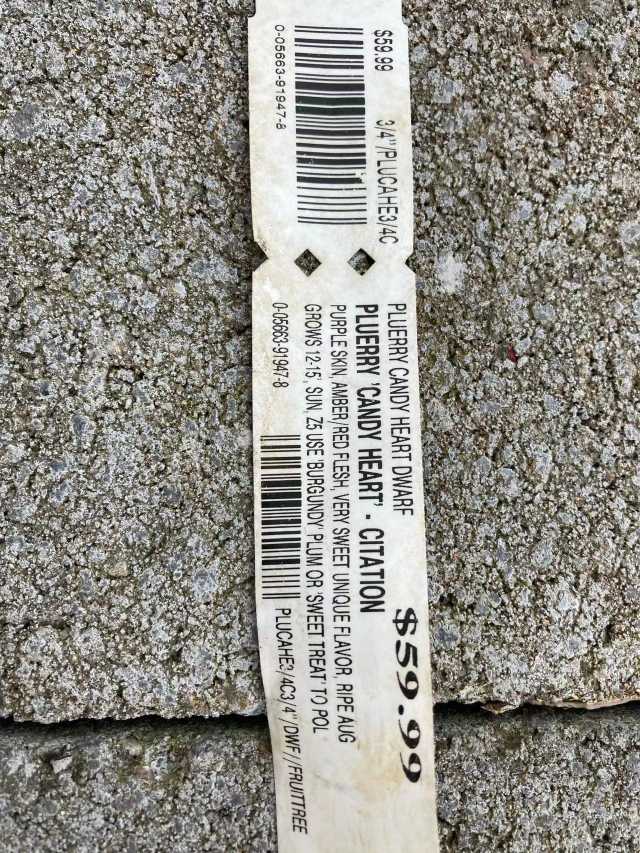 $59.99 3/4"/PLUCAHE3/4C
0-05663-91947-8
PLUERRY CANDY HEART DWARF
$59.99
PLUERRY 'CANDY HEART' - CITATION
PURPLE SKIN, AMBER/RED FLESH, VERY SWEET UNIQUE FLAVOR, RIPE AUG
GROWS 12-15', SUN, Z5 USE 'BURGUNDY' PLUM OR 'SWEET TREAT' TO POL
0-05663-91947-8
PLUCAHE3/4C3/4"/DWF//FRUITTREE